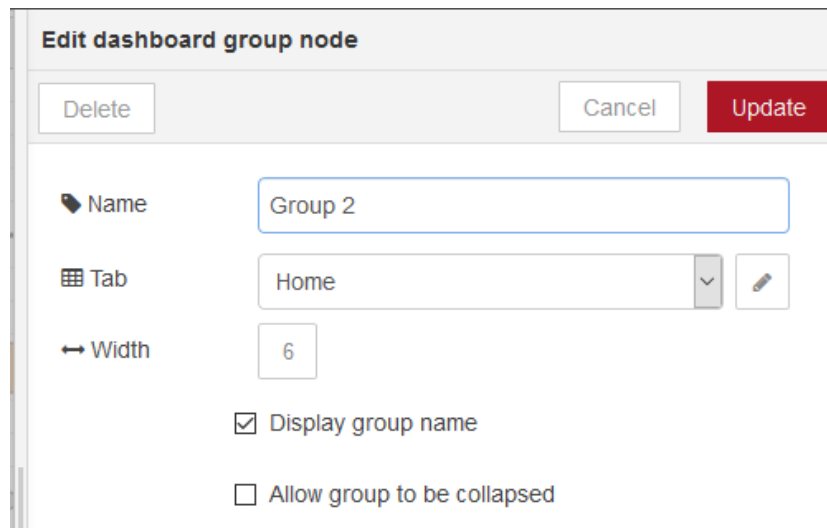 Edit dashboard group node
Delete Cancel Update
Name Group 2
Tab Home
Width 6
Display group name
Allow group to be collapsed